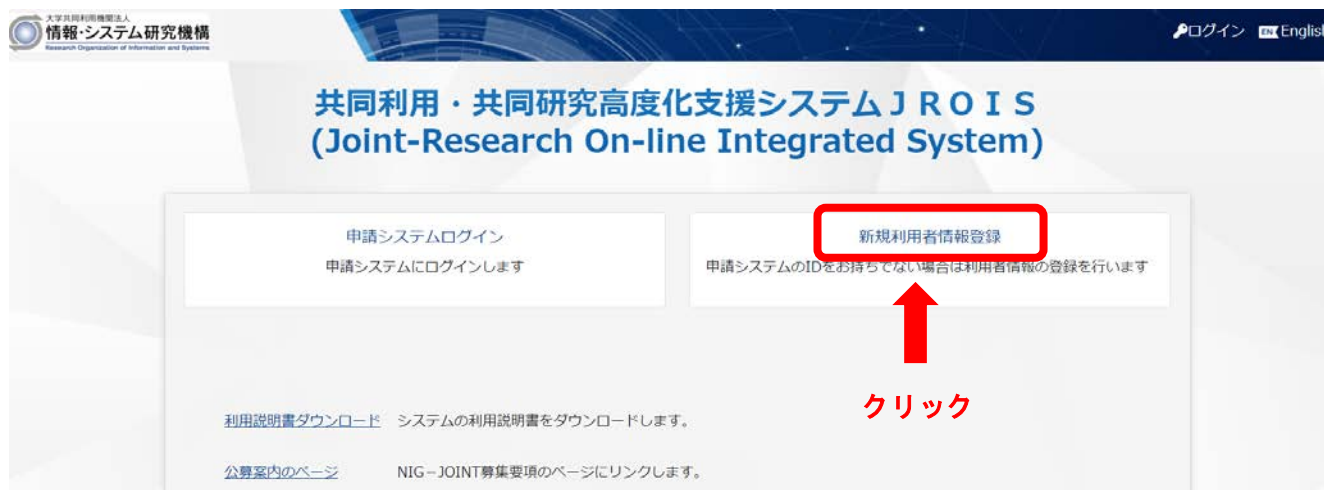 大学共同利用機関法人
情報・システム研究機構
Research Organization of Information and Systems
ログイン EN English
共同利用・共同研究高度化支援システムＪＲＯＩＳ
(Joint-Research On-line Integrated System)
申請システムログイン
申請システムにログインします
新規利用者情報登録
申請システムのIDをお持ちでない場合は利用者情報の登録を行います
クリック
利用説明書ダウンロード システムの利用説明書をダウンロードします。
公募案内のページ NIG－JOINT募集要項のページにリンクします。